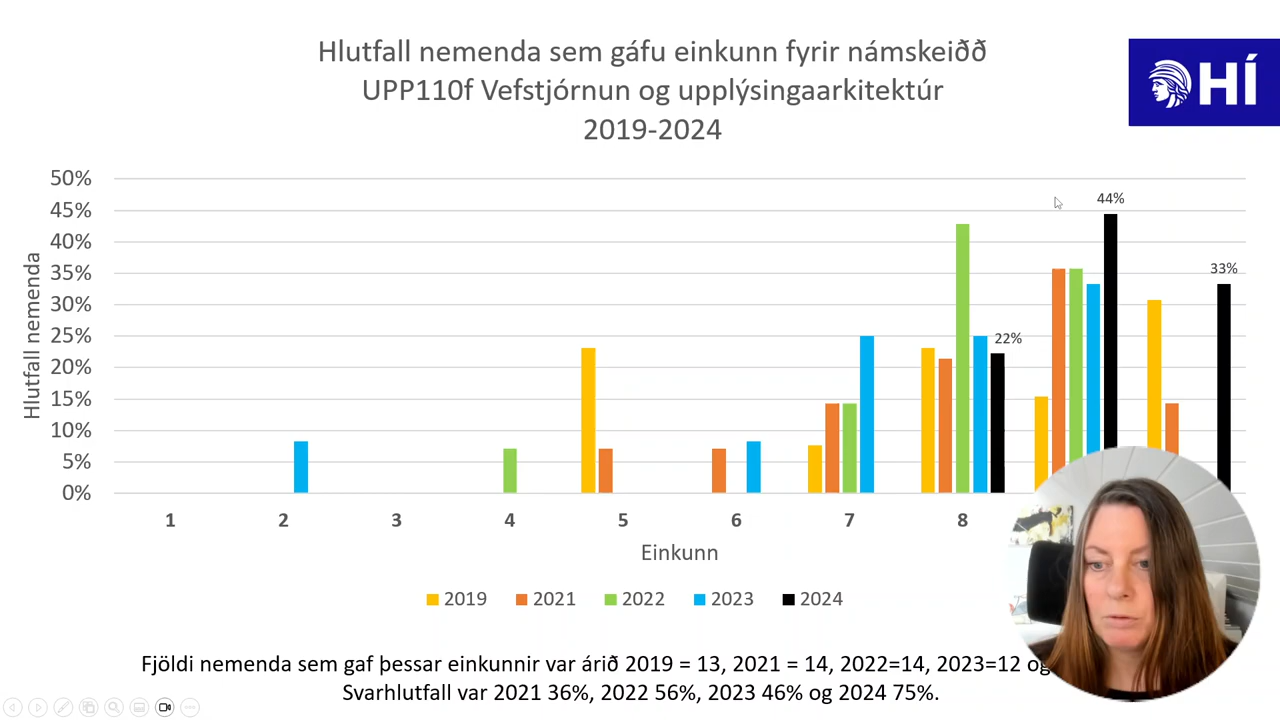 Hlutfall nemenda sem gáfu einkunn fyrir námskeiðð
UPP110f Vefstjórnun og upplýsingaarkitektúr
2019-2024
HÍ
50%
45%
40%
35%
30%
25%
20%
15%
10%
5%
0%
Hlutfall nemenda
44%
33%
22%
1 2 3 4 5 6 7 8
Einkunn
2019 2021 2022 2023 2024
Fjöldi nemenda sem gaf þessar einkunnir var árið 2019 = 13, 2021 = 14, 2022=14, 2023=12 og
Svarhlutfall var 2021 36%, 2022 56%, 2023 46% og 2024 75%.